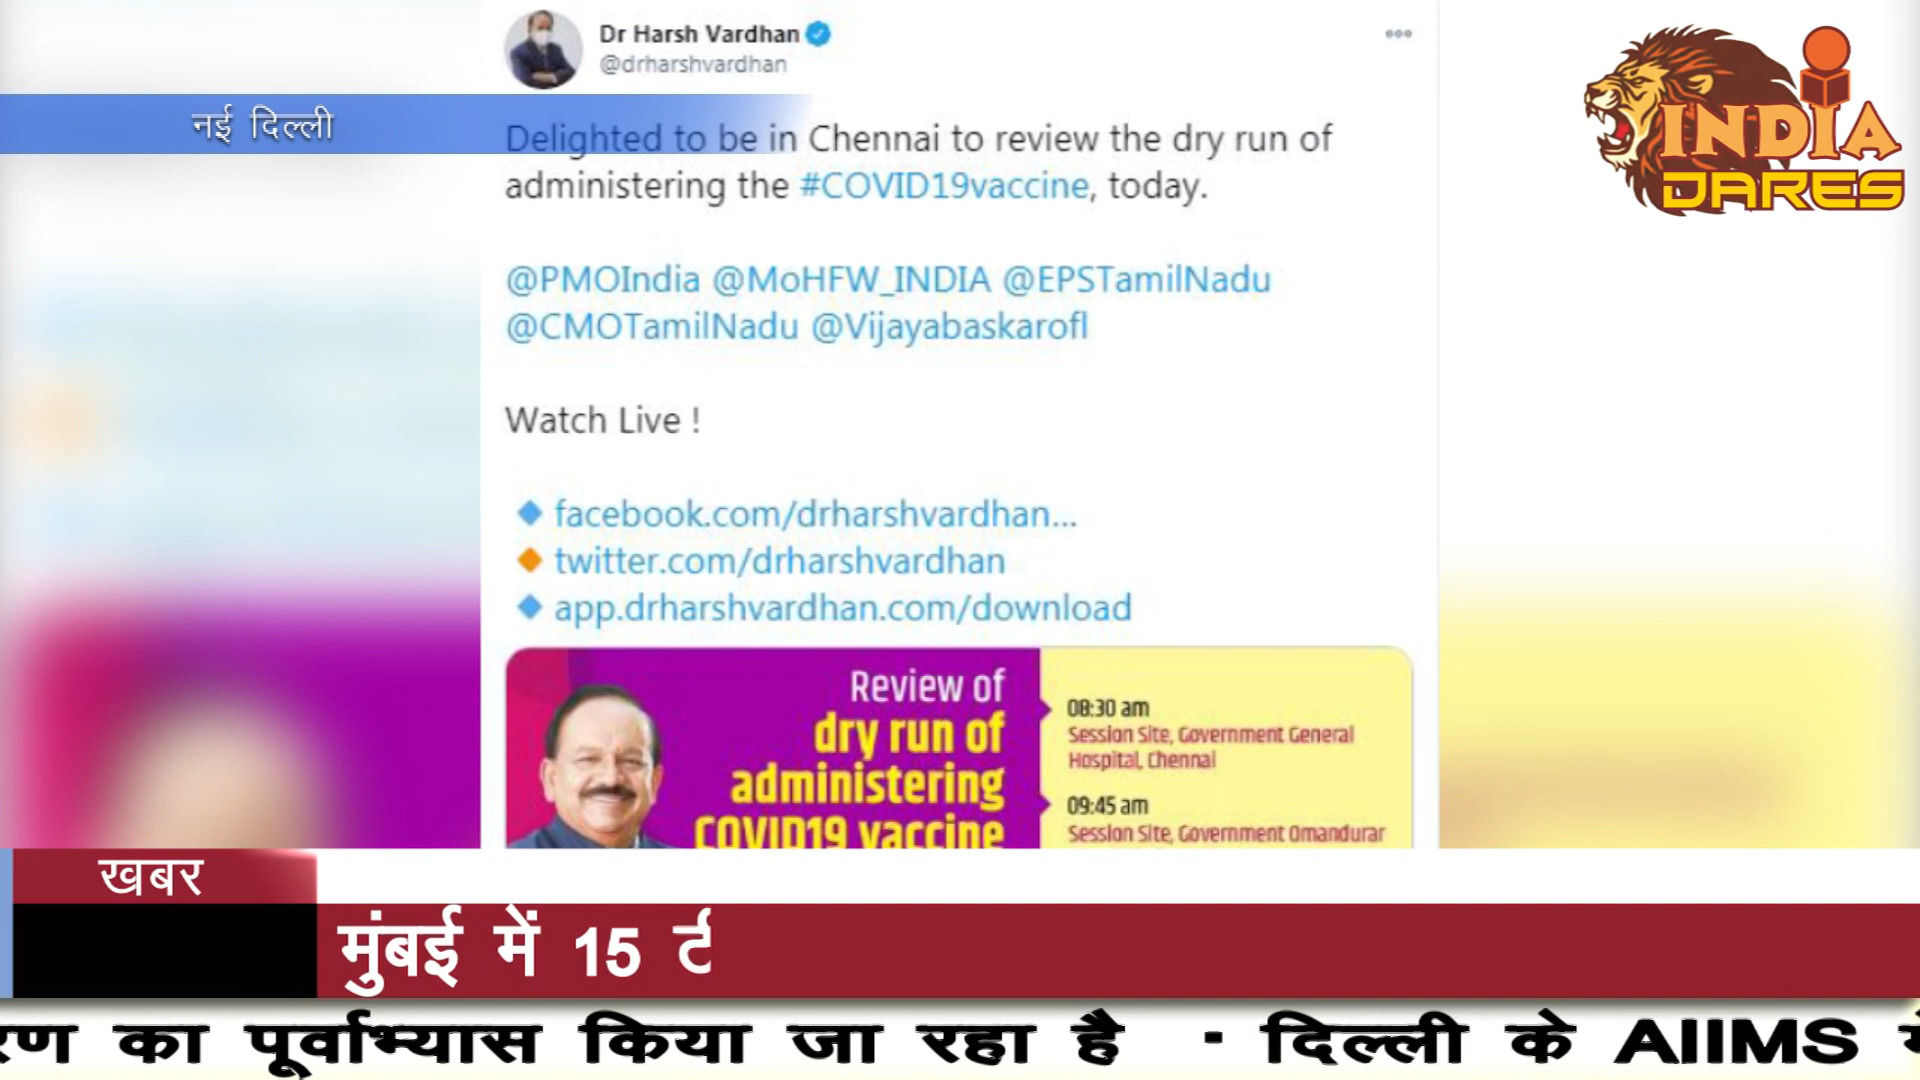 Dr Harsh Vardhan
@drharshvardhan
नई दिल्ली
Delighted to be in Chennai to review the dry run of
administering the #COVID19vaccine, today.
@PMOIndia @MoHFW_INDIA @EPSTamilNadu
@CMOTamilNadu @Vijayabaskarofl
Watch Live !
facebook.com/drharshvardhan...
twitter.com/drharshvardhan
app.drharshvardhan.com/download
Review of
dry run of
administering
COVID19 vaccine
08:30 am
Session Site, Government General
Hospital, Chennai
09:45 am
Session Site, Government Omandurar
INDIA
DARES
खबर
मुंबई में 15
का पूर्वाभ्यास किया जा रहा है · दिल्ली के AIIMS